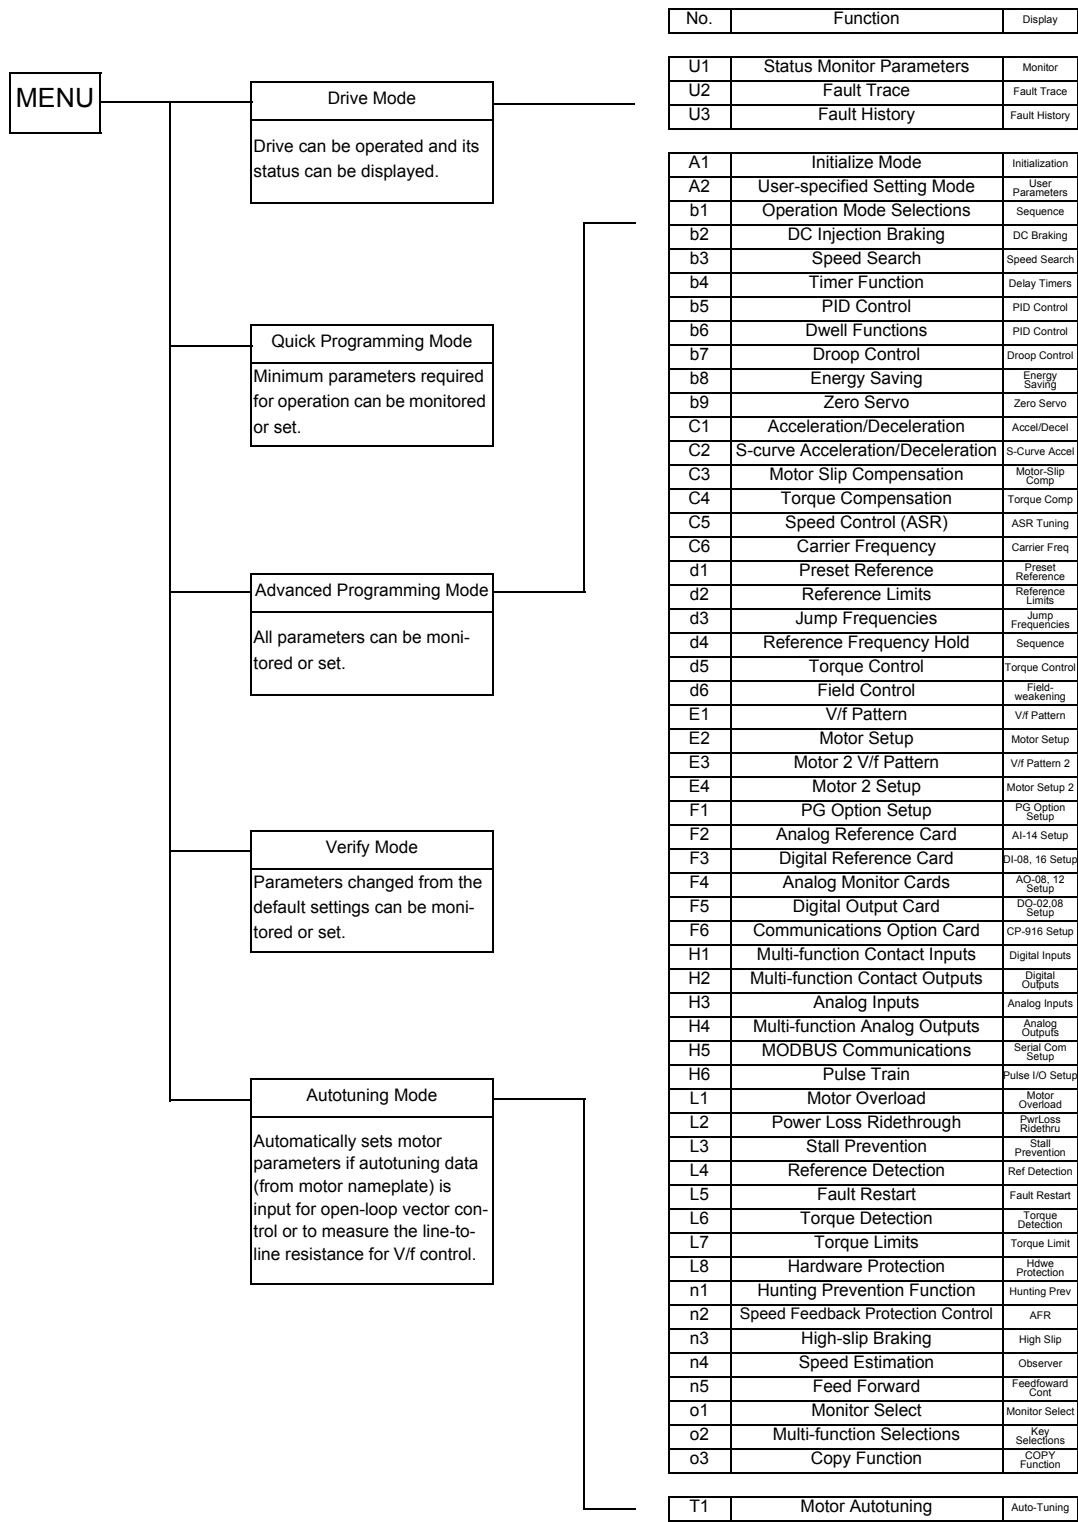 MENU
Drive Mode
Drive can be operated and its
status can be displayed.
Quick Programming Mode
Minimum parameters required
for operation can be monitored
or set.
Advanced Programming Mode
All parameters can be moni-
tored or set.
Verify Mode
Parameters changed from the
default settings can be moni-
tored or set.
Autotuning Mode
Automatically sets motor
parameters if autotuning data
(from motor nameplate) is
input for open-loop vector con-
trol or to measure the line-to-
line resistance for V/f control.
No. Function Display
U1 Status Monitor Parameters Monitor
U2 Fault Trace Fault Trace
U3 Fault History Fault History
A1 Initialize Mode Initialization
A2 User-specified Setting Mode User Parameters
b1 Operation Mode Selections Sequence
b2 DC Injection Braking DC Braking
b3 Speed Search Speed Search
b4 Timer Function Delay Timers
b5 PID Control PID Control
b6 Dwell Functions PID Control
b7 Droop Control Droop Control
b8 Energy Saving Energy Saving
b9 Zero Servo Zero Servo
C1 Acceleration/Deceleration Accel/Decel
C2 S-curve Acceleration/Deceleration S-Curve Accel
C3 Motor Slip Compensation Motor-Slip Comp
C4 Torque Compensation Torque Comp
C5 Speed Control (ASR) ASR Tuning
C6 Carrier Frequency Carrier Freq
d1 Preset Reference Preset Reference
d2 Reference Limits Reference Limits
d3 Jump Frequencies Jump Frequencies
d4 Reference Frequency Hold Sequence
d5 Torque Control Torque Control
d6 Field Control Field-weakening
E1 V/f Pattern V/f Pattern
E2 Motor Setup Motor Setup
E3 Motor 2 V/f Pattern V/f Pattern 2
E4 Motor 2 Setup Motor Setup 2
F1 PG Option Setup PG Option Setup
F2 Analog Reference Card AI-14 Setup
F3 Digital Reference Card DI-08, 16 Setup
F4 Analog Monitor Cards AO-08, 12 Setup
F5 Digital Output Card DO-02,08 Setup
F6 Communications Option Card CP-916 Setup
H1 Multi-function Contact Inputs Digital Inputs
H2 Multi-function Contact Outputs Digital Outputs
H3 Analog Inputs Analog Inputs
H4 Multi-function Analog Outputs Analog Outputs
H5 MODBUS Communications Serial Com Setup
H6 Pulse Train Pulse I/O Setup
L1 Motor Overload Motor Overload
L2 Power Loss Ridethrough PwrLoss Ridethru
L3 Stall Prevention Stall Prevention
L4 Reference Detection Ref Detection
L5 Fault Restart Fault Restart
L6 Torque Detection Torque Detection
L7 Torque Limits Torque Limit
L8 Hardware Protection Hdwe Protection
n1 Hunting Prevention Function Hunting Prev
n2 Speed Feedback Protection Control AFR
n3 High-slip Braking High Slip
n4 Speed Estimation Observer
n5 Feed Forward Feedfoward Cont
o1 Monitor Select Monitor Select
o2 Multi-function Selections Key Selections
o3 Copy Function COPY Function
T1 Motor Autotuning Auto-Tuning